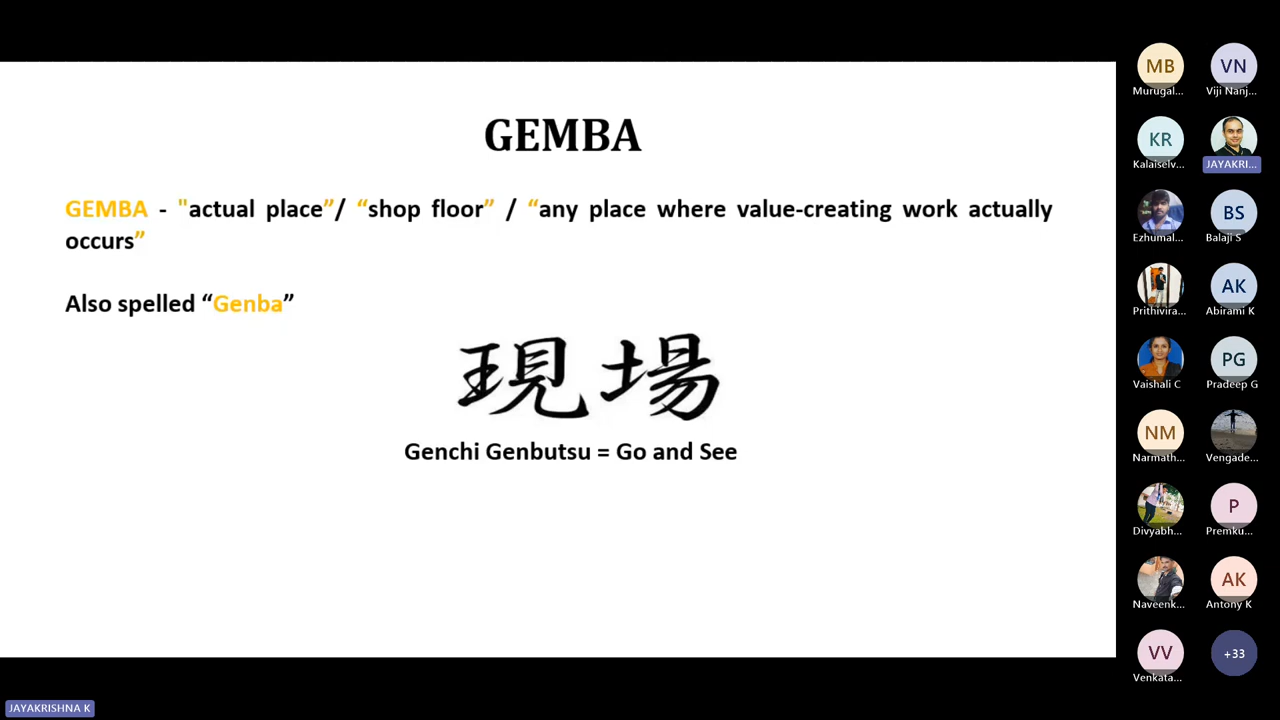 GEMBA
GEMBA - "actual place”/ “shop floor” / “any place where value-creating work actually
occurs”
Also spelled “Genba”
現場
Genchi Genbutsu = Go and See
MB
Murugal...
VN
Viji Nanj...
KR
Kalaiselv...
JAYAKRI...
Ezhumal...
BS
Balaji S
Prithivira...
AK
Abirami K
Vaishali C
PG
Pradeep G
NM
Narmath...
Vengade...
Divyabh...
P
Premku...
Naveenk...
AK
Antony K
VV
Venkata...
+33
JAYAKRISHNA K